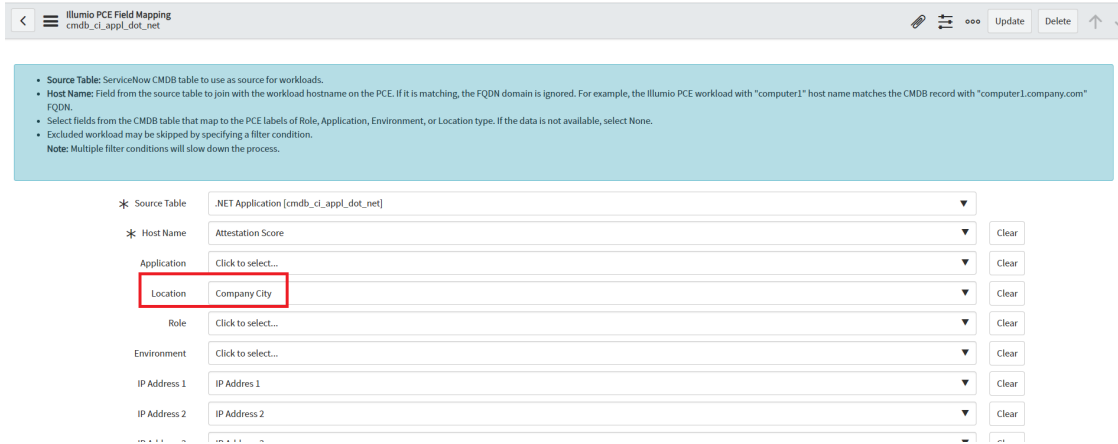 Illumio PCE Field Mapping
cmdb_ci_appl_dot_net
Update
Delete
Source Table: ServiceNow CMDB table to use as source for workloads.
Host Name: Field from the source table to join with the workload hostname on the PCE. If it is matching, the FQDN domain is ignored. For example, the Illumio PCE workload with "computer1" host name matches the CMDB record with "computer1.company.com"
FQDN.
Select fields from the CMDB table that map to the PCE labels of Role, Application, Environment, or Location type. If the data is not available, select None.
Excluded workload may be skipped by specifying a filter condition.
Note: Multiple filter conditions will slow down the process.
Source Table .NET Application [cmdb_ci_appl_dot_net]
Host Name Attestation Score Clear
Application Click to select... Clear
Location Company City Clear
Role Click to select... Clear
Environment Click to select... Clear
IP Address 1 IP Addres 1 Clear
IP Address 2 IP Address 2 Clear